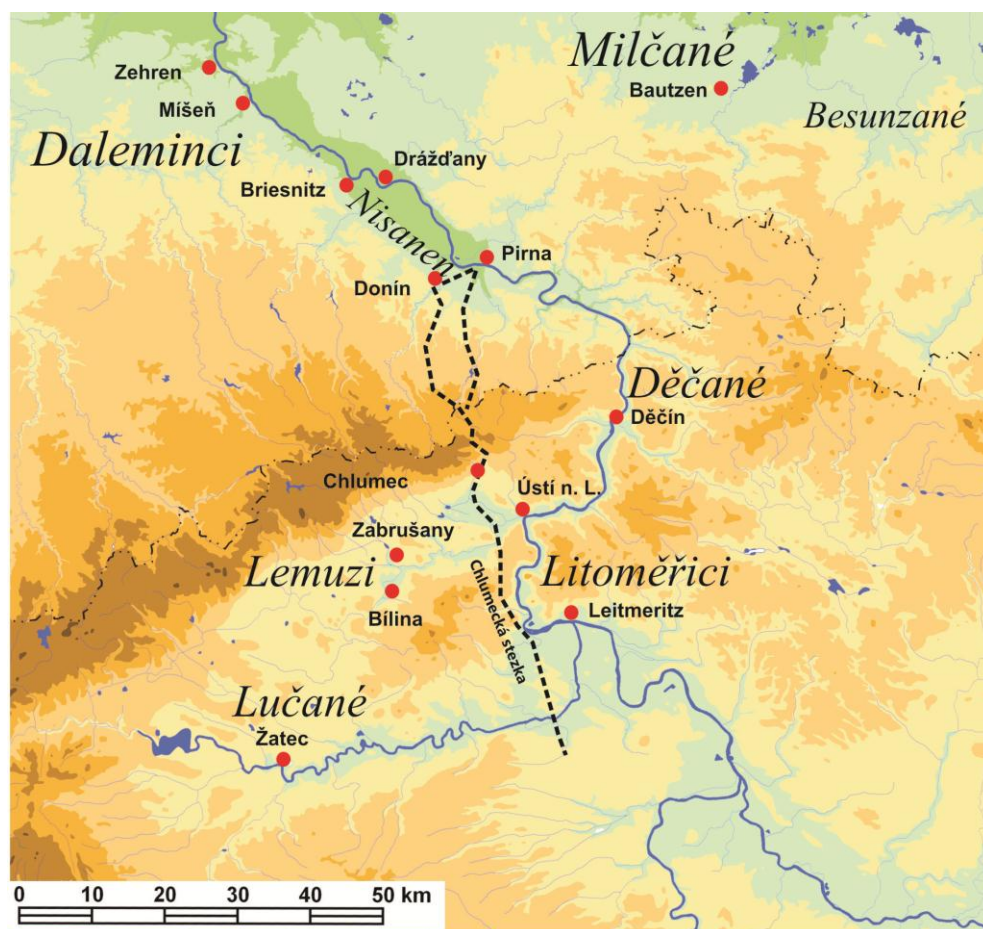 Milčané
Zehren
Bautzen
Míšeň
Besunzané
Daleminci
Drážďany
Briesnitz
Nisanen
Pirna
Donín
Děčané
Děčín
Chlumec
Ústí n. L.
Zabrušany
Lemuzi
Litoměřici
Bílina
Leitmeritz
Chlumecká stezka
Lučané
Žatec
0 10 20 30 40 50 km